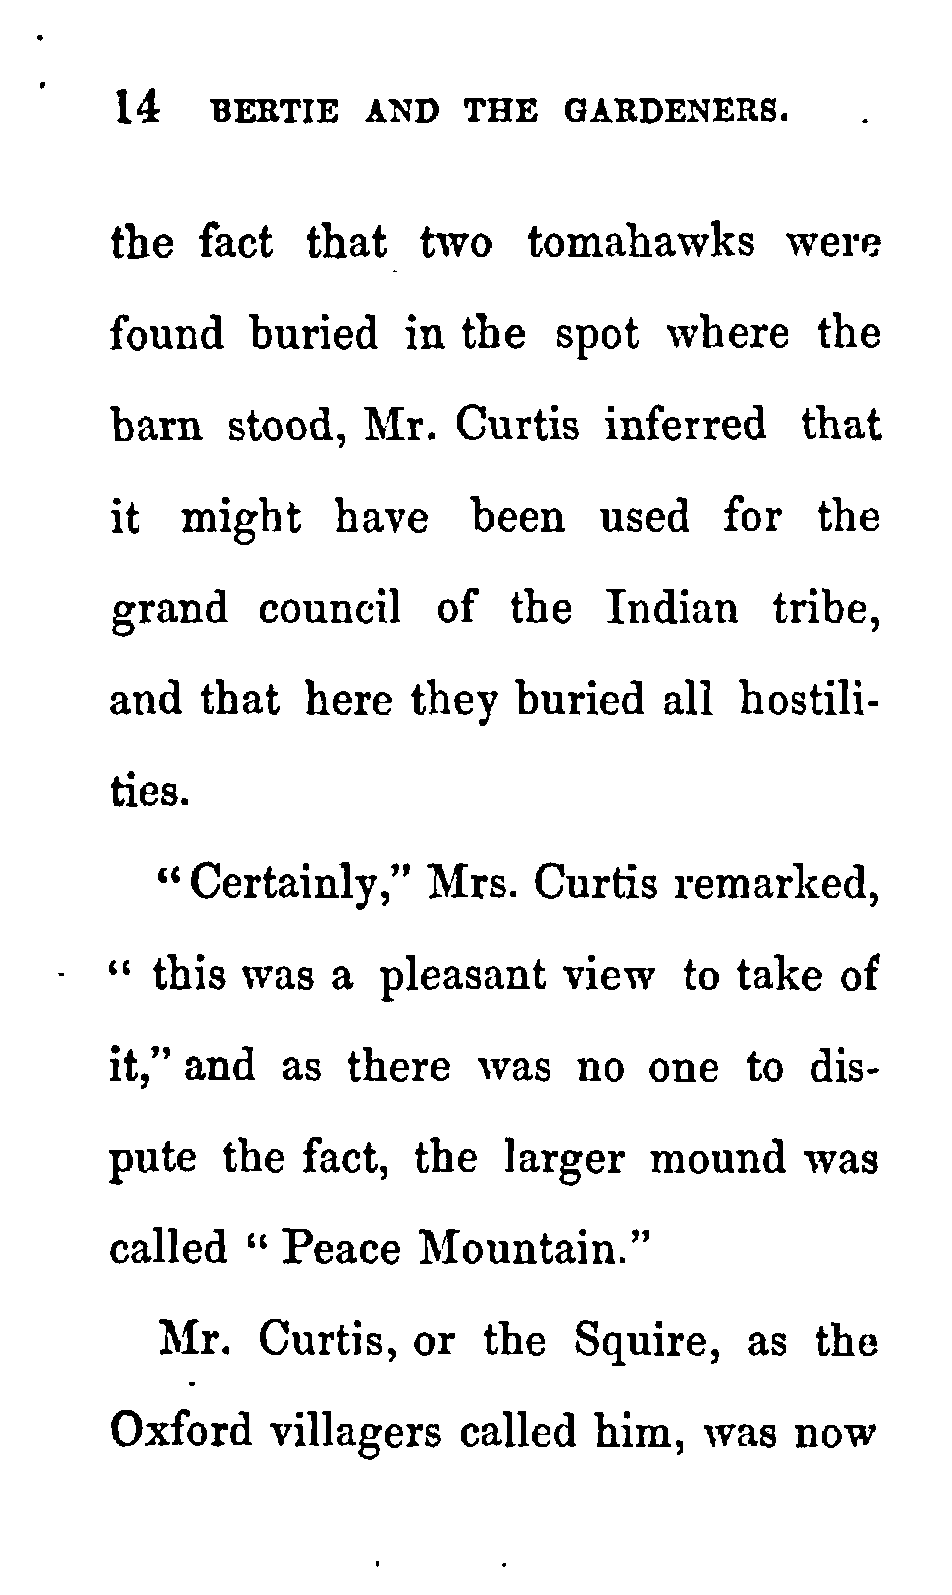 14 BERTIE AND THE GARDENERS.
the fact that two tomahawks were
found buried in the spot where the
barn stood, Mr. Curtis inferred that
it might have been used for the
grand council of the Indian tribe,
and that here they buried all hostili-
ties.
"Certainly," Mrs. Curtis remarked,
" this was a pleasant view to take of
it," and as there was no one to dis-
pute the fact, the larger mound was
called " Peace Mountain."
Mr. Curtis, or the Squire, as the
Oxford villagers called him, was now